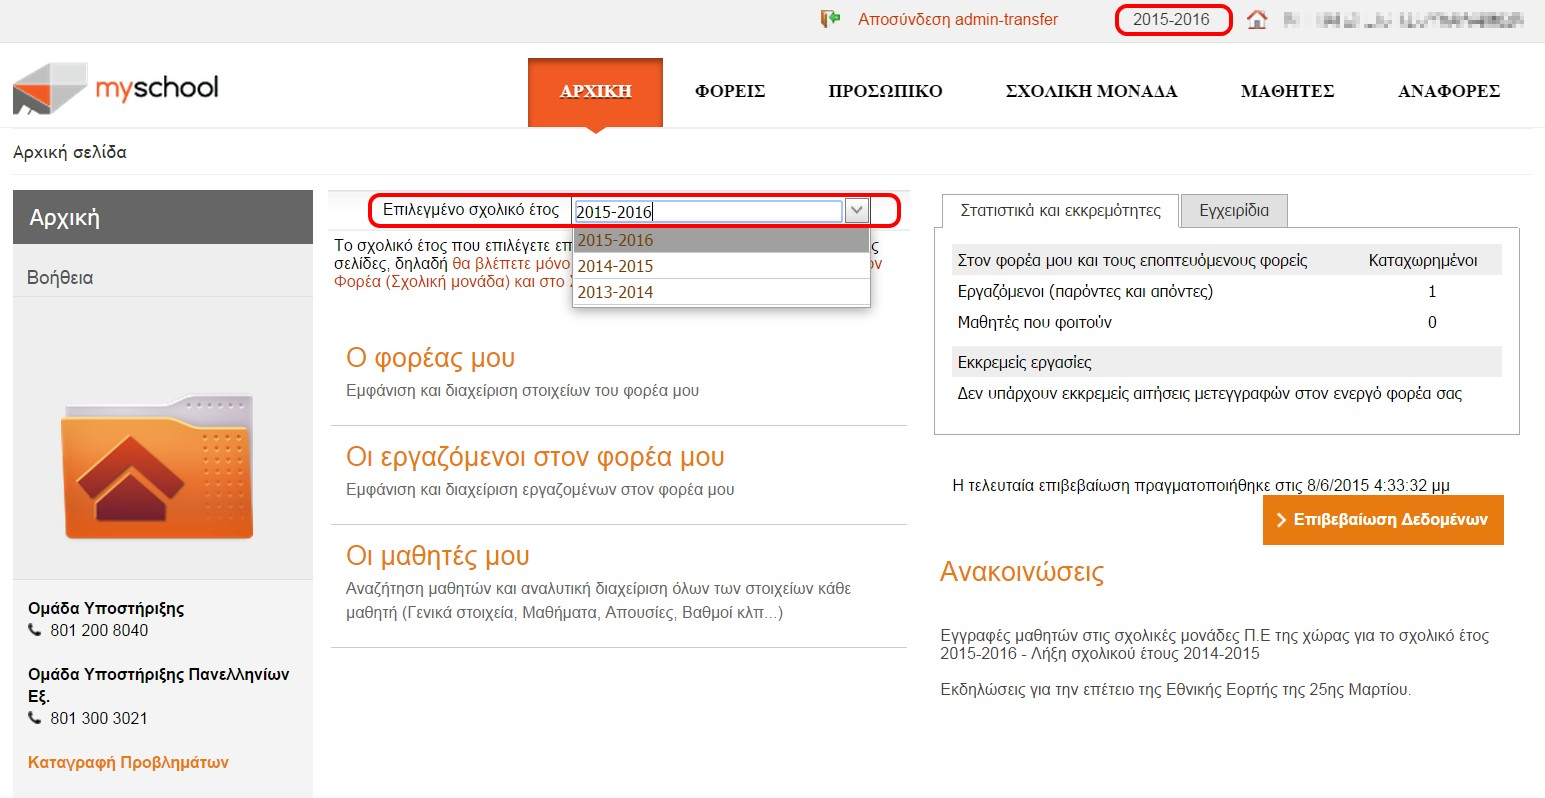 Αποσύνδεση admin-transfer
2015-2016
myschool
ΑΡΧΙΚΗ
ΦΟΡΕΙΣ
ΠΡΟΣΩΠΙΚΟ
ΣΧΟΛΙΚΗ ΜΟΝΑΔΑ
ΜΑΘΗΤΕΣ
ΑΝΑΦΟΡΕΣ
Αρχική σελίδα
Αρχική
Βοήθεια
Ομάδα Υποστήριξης
801 200 8040
Ομάδα Υποστήριξης Πανελληνίων
Εξ.
801 300 3021
Καταγραφή Προβλημάτων
Επιλεγμένο σχολικό έτος
2015-2016
2015-2016
2014-2015
2013-2014
Το σχολικό έτος που επιλέγετε
σελίδες, δηλαδή θα βλέπετε μόνο
Φορέα (Σχολική μονάδα) και στο
Ο φορέας μου
Εμφάνιση και διαχείριση στοιχείων του φορέα μου
Οι εργαζόμενοι στον φορέα μου
Εμφάνιση και διαχείριση εργαζομένων στον φορέα μου
Οι μαθητές μου
Αναζήτηση μαθητών και αναλυτική διαχείριση όλων των στοιχείων κάθε
μαθητή (Γενικά στοιχεία, Μαθήματα, Απουσίες, Βαθμοί κλπ...)
Στατιστικά και εκκρεμότητες
Εγχειρίδια
Στον φορέα μου και τους εποπτευόμενους φορείς Καταχωρημένοι
Εργαζόμενοι (παρόντες και απόντες) 1
Μαθητές που φοιτούν 0
Εκκρεμείς εργασίες
Δεν υπάρχουν εκκρεμείς αιτήσεις μετεγγραφών στον ενεργό φορέα σας
Η τελευταία επιβεβαίωση πραγματοποιήθηκε στις 8/6/2015 4:33:32 μμ
Επιβεβαίωση Δεδομένων
Ανακοινώσεις
Εγγραφές μαθητών στις σχολικές μονάδες Π.Ε της χώρας για το σχολικό έτος
2015-2016 - Λήξη σχολικού έτους 2014-2015
Εκδηλώσεις για την επέτειο της Εθνικής Εορτής της 25ης Μαρτίου.